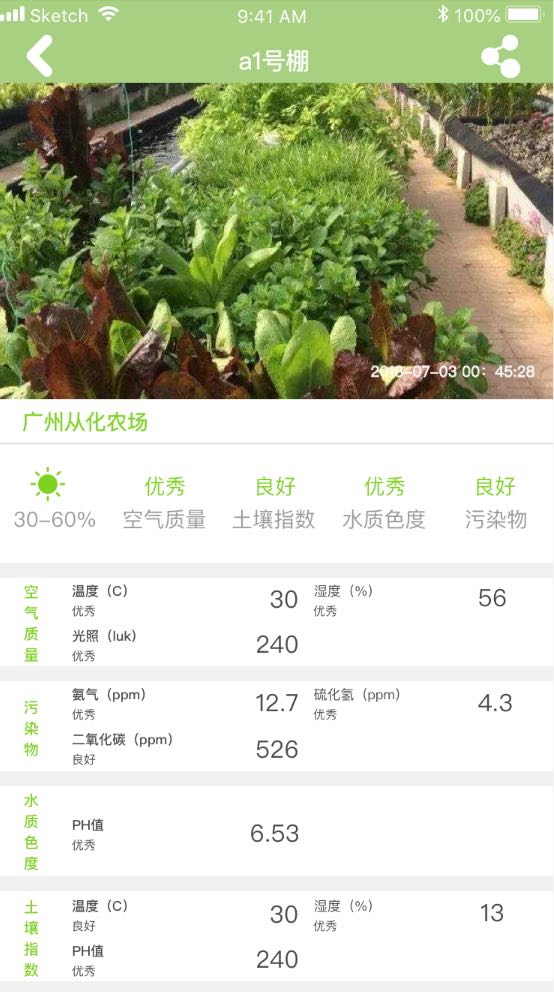 Sketch
9:41 AM
100%
a1号棚
2016-07-03 00：45:28
广州从化农场
优秀 良好 优秀 良好
30-60% 空气质量 土壤指数 水质色度 污染物
空气质量
温度（C） 30 湿度（%） 56
优秀 优秀
光照（luk） 240
优秀
污染物
氨气（ppm） 12.7 硫化氢（ppm） 4.3
优秀 优秀
二氧化碳（ppm） 526
良好
水质色度
PH值 6.53
优秀
土壤指数
温度（C） 30 湿度（%） 13
良好 优秀
PH值 240
优秀